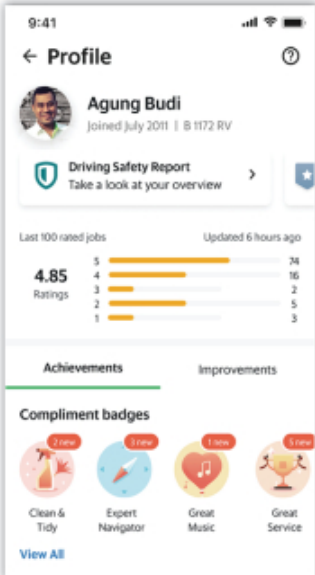 9:41
← Profile
Agung Budi
Joined July 2011 | B 1172 RV
Driving Safety Report
Take a look at your overview
Last 100 rated jobs Updated 6 hours ago
4.85
Ratings
5 74
4 16
3 2
2 5
1 3
Achievements Improvements
Compliment badges
2 new 3 new 1 new 5 new
Clean & Tidy
Expert Navigator
Great Music
Great Service
View All